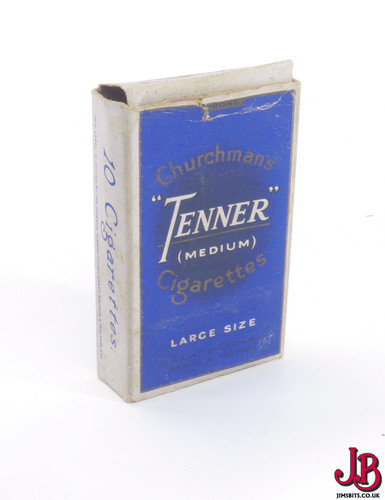 Churchman's
"TENNER"
(MEDIUM)
Cigarettes
LARGE SIZE
10 Cigarettes.
JB
JIMSBITS.CO.UK